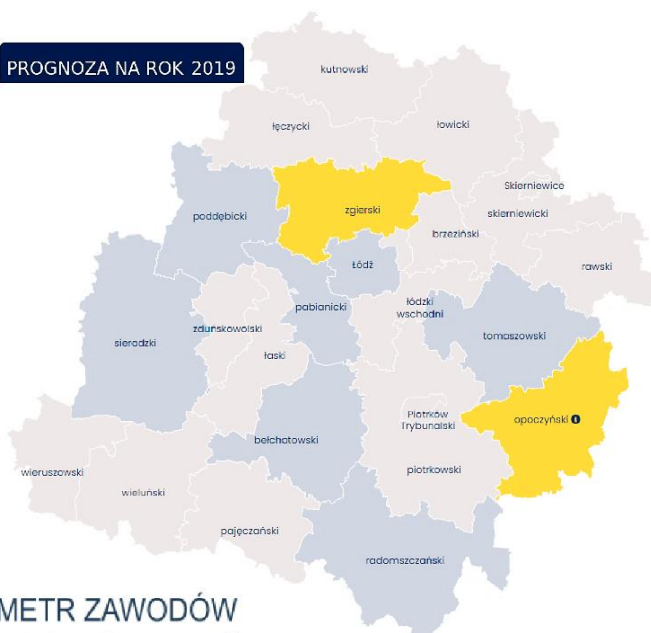 PROGNOZA NA ROK 2019
kutnowski
łęczycki
łowicki
Skierniewice
poddębicki
zgierski
skierniewicki
brzeziński
Łódź
rawski
pabianicki
łódzki
wschodni
zduńskowolski
tomaszowski
sieradzki
łaski
Piotrków
Trybunalski
opoczyński
bełchatowski
wieruszowski
piotrkowski
wieluński
pajęczański
radomszczański
METR ZAWODÓW